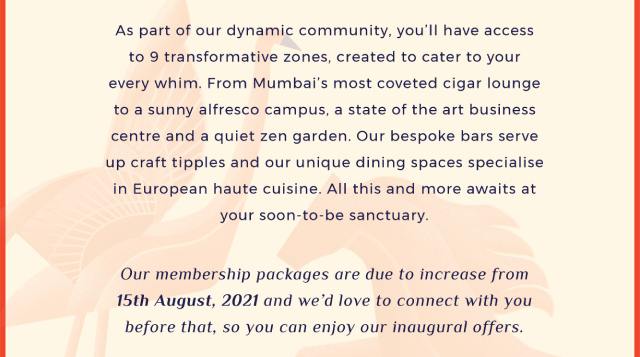 As part of our dynamic community, you’ll have access
to 9 transformative zones, created to cater to your
every whim. From Mumbai’s most coveted cigar lounge
to a sunny alfresco campus, a state of the art business
centre and a quiet zen garden. Our bespoke bars serve
up craft tipples and our unique dining spaces specialise
in European haute cuisine. All this and more awaits at
your soon-to-be sanctuary.
Our membership packages are due to increase from
15th August, 2021 and we’d love to connect with you
before that, so you can enjoy our inaugural offers.